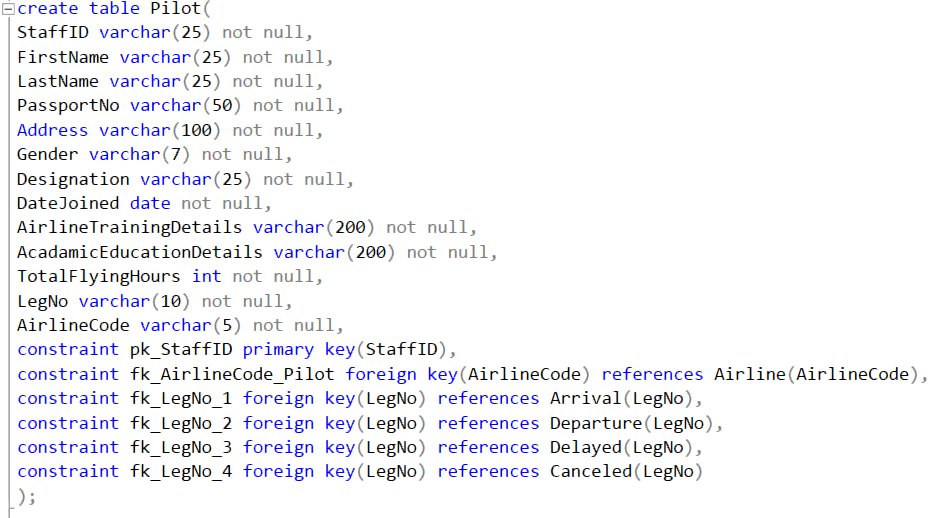 create table Pilot(
StaffID varchar(25) not null,
FirstName varchar(25) not null,
LastName varchar(25) not null,
PassportNo varchar(50) not null,
Address varchar(100) not null,
Gender varchar(7) not null,
Designation varchar(25) not null,
DateJoined date not null,
AirlineTrainingDetails varchar(200) not null,
AcadamicEducationDetails varchar(200) not null,
TotalFlyingHours int not null,
LegNo varchar(10) not null,
AirlineCode varchar(5) not null,
constraint pk_StaffID primary key(StaffID),
constraint fk_AirlineCode_Pilot foreign key(AirlineCode) references Airline(AirlineCode),
constraint fk_LegNo_1 foreign key(LegNo) references Arrival(LegNo),
constraint fk_LegNo_2 foreign key(LegNo) references Departure(LegNo),
constraint fk_LegNo_3 foreign key(LegNo) references Delayed(LegNo),
constraint fk_LegNo_4 foreign key(LegNo) references Canceled(LegNo)
);